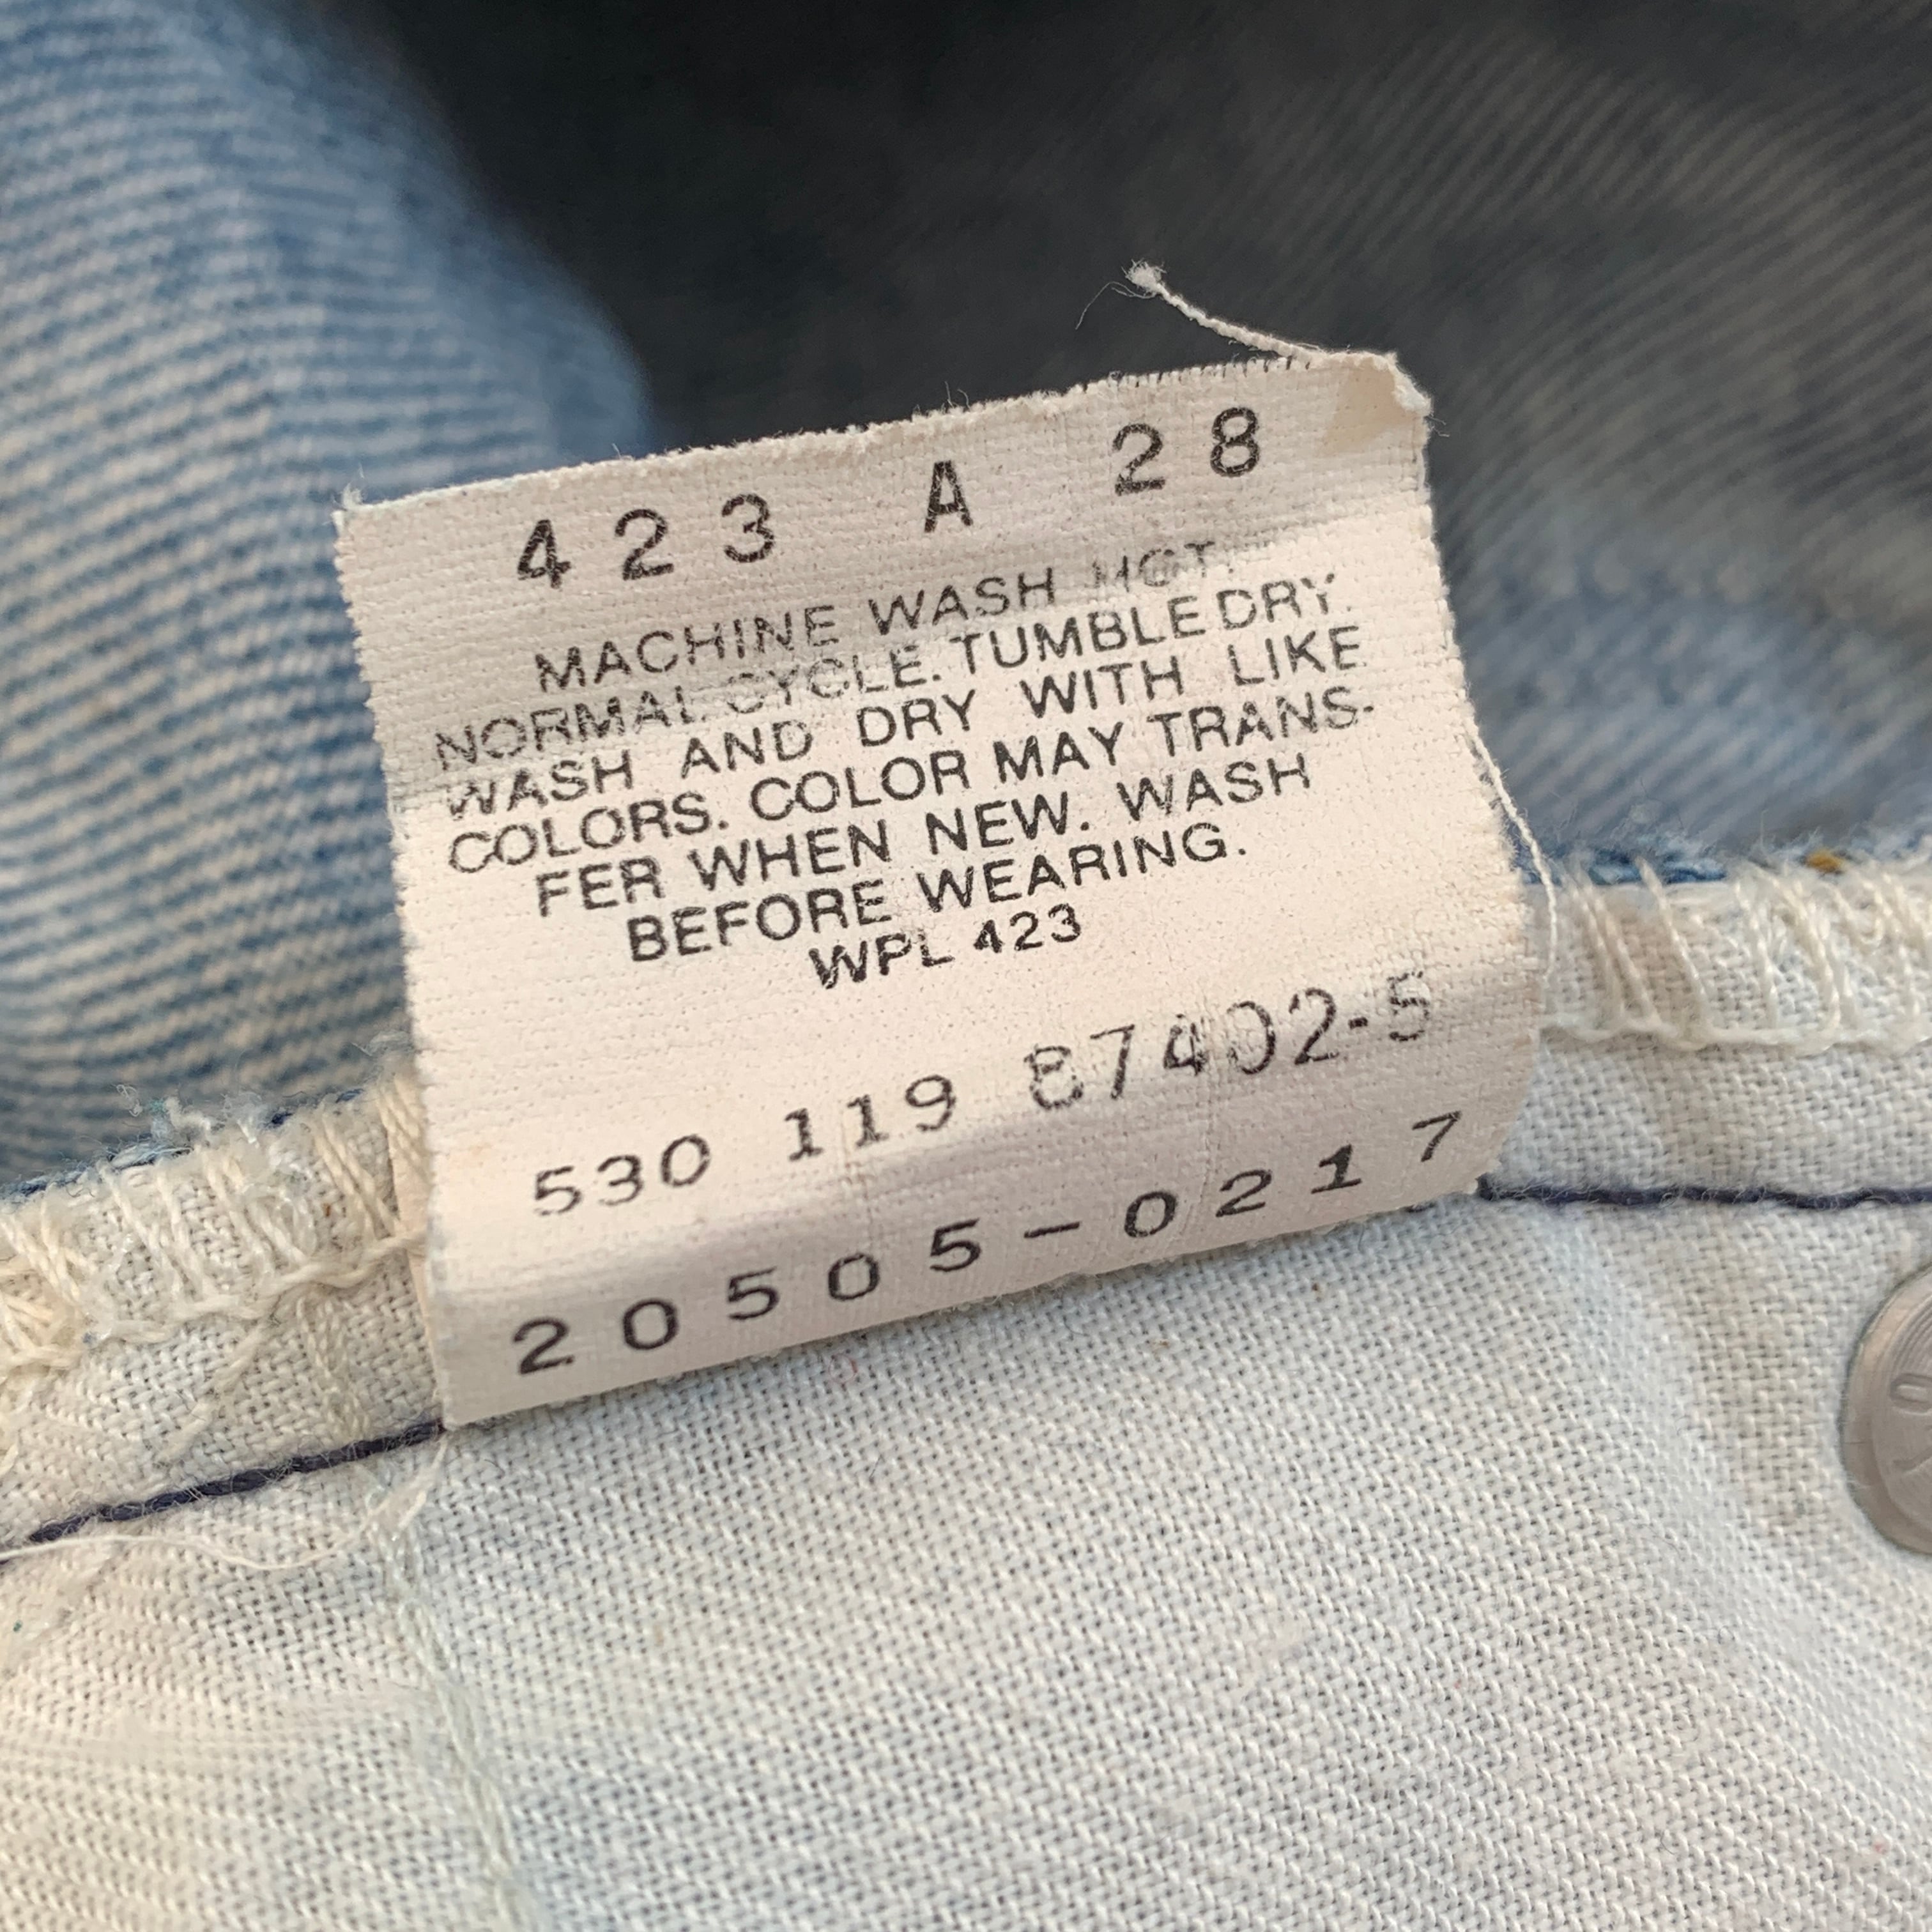 423 A 28
MACHINE WASH HOT.
NORMAL CYCLE. TUMBLE DRY.
WASH AND DRY WITH LIKE
COLORS. COLOR MAY TRANS-
FER WHEN NEW. WASH
BEFORE WEARING.
WPL 423
530 119 87402-5
20505-0217